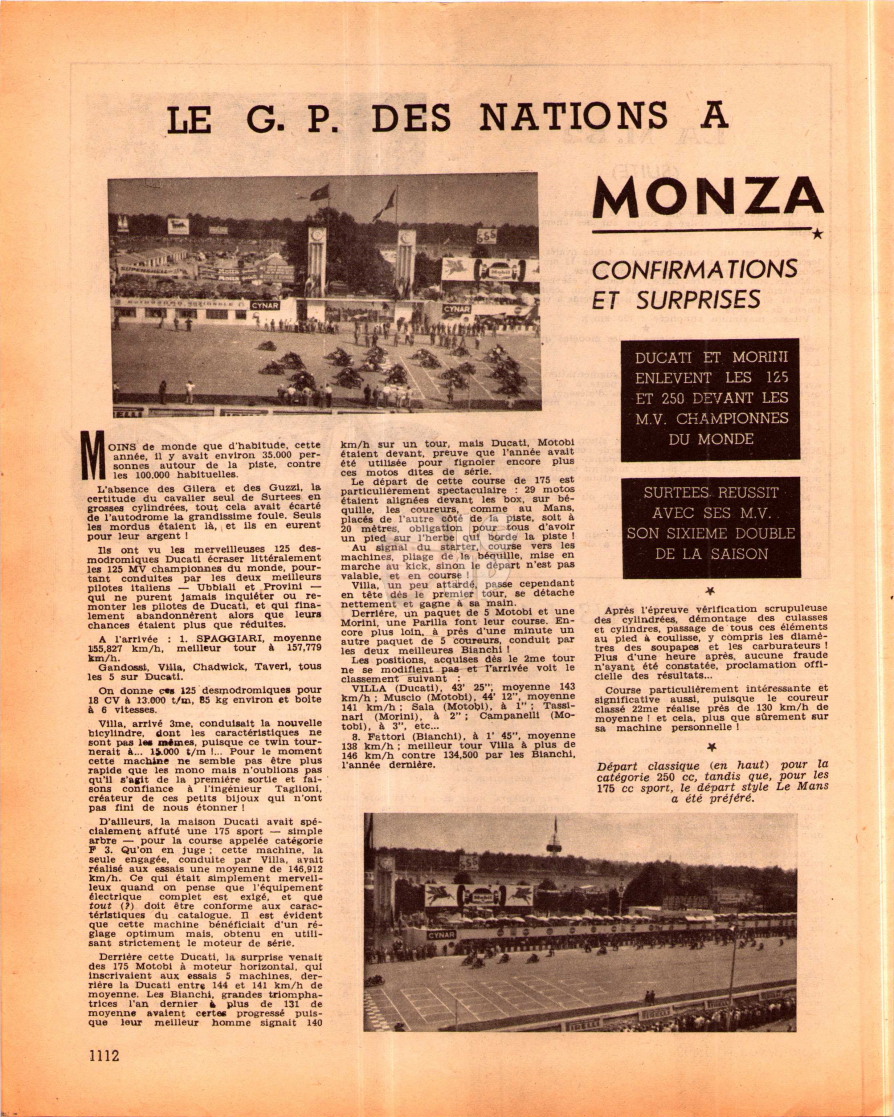 LE G. P. DES NATIONS A
MONZA
CONFIRMATIONS
ET SURPRISES
DUCATI ET MORINI
ENLEVENT LES 125
ET 250 DEVANT LES
M.V. CHAMPIONNES
DU MONDE
SURTEES REUSSIT
AVEC SES M.V.
SON SIXIEME DOUBLE
DE LA SAISON
AUTODROMO NAZIONALE
CYNAR
CYNAR
MOINS de monde que d'habitude, cette
année, il y avait environ 35.000 per-
sonnes autour de la piste, contre
les 100.000 habituelles.
L'absence des Gilera et des Guzzi, la
certitude du cavalier seul de Surtees en
grosses cylindrées, tout cela avait écarté
de l'autodrome la grandissime foule. Seuls
les mordus étaient là, et ils en eurent
pour leur argent !
Ils ont vu les merveilleuses 125 des-
modromiques Ducati écraser littéralement
les 125 MV championnes du monde, pour-
tant conduites par les deux meilleurs
pilotes italiens — Ubbiali et Provini —
qui ne purent jamais inquiéter ou re-
monter les pilotes de Ducati, et qui fina-
lement abandonnèrent alors que leurs
chances étaient plus que réduites.
A l'arrivée : 1. SPAGGIARI, moyenne
155,827 km/h, meilleur tour à 157,779
km/h.
Gandossi, Villa, Chadwick, Taveri, tous
les 5 sur Ducati.
On donne ces 125 desmodromiques pour
18 CV à 13.000 t/m, 85 kg environ et boîte
à 6 vitesses.
Villa, arrivé 3me, conduisait la nouvelle
bicylindre, dont les caractéristiques ne
sont pas les mêmes, puisque ce twin tour-
nerait à... 15.000 t/m !... Pour le moment
cette machine ne semble pas être plus
rapide que les mono mais n'oublions pas
qu'il s'agit de la première sortie et fai-
sons confiance à l'ingénieur Taglioni,
créateur de ces petits bijoux qui n'ont
pas fini de nous étonner !
D'ailleurs, la maison Ducati avait spé-
cialement affuté une 175 sport — simple
arbre — pour la course appelée catégorie
F 3. Qu'on en juge ; cette machine, la
seule engagée, conduite par Villa, avait
réalisé aux essais une moyenne de 146,912
km/h. Ce qui était simplement merveil-
leux quand on pense que l'équipement
électrique complet est exigé, et que
tout (?) doit être conforme aux carac-
téristiques du catalogue. Il est évident
que cette machine bénéficiait d'un ré-
glage optimum mais, obtenu en utili-
sant strictement le moteur de série.
Derrière cette Ducati, la surprise venait
des 175 Motobi à moteur horizontal, qui
inscrivaient aux essais 5 machines, der-
rière la Ducati entre 144 et 141 km/h de
moyenne. Les Bianchi, grandes triompha-
trices l'an dernier à plus de 131 de
moyenne avaient certes progressé puis-
que leur meilleur homme signait 140
km/h sur un tour, mais Ducati, Motobi
étaient devant, preuve que l'année avait
été utilisée pour fignoler encore plus
ces motos dites de série.
Le départ de cette course de 175 est
particulièrement spectaculaire : 29 motos
étaient alignées devant les box, sur bé-
quille, les coureurs, comme au Mans,
placés de l'autre côté de la piste, soit à
20 mètres, obligation pour tous d'avoir
un pied sur l'herbe qui borde la piste !
Au signal du starter, course vers les
machines, pliage de la béquille, mise en
marche au kick, sinon le départ n'est pas
valable, et en course !
Villa, un peu attardé, passe cependant
en tête dès le premier tour, se détache
nettement et gagne à sa main.
Derrière, un paquet de 5 Motobi et une
Morini, une Parilla font leur course. En-
core plus loin, à près d'une minute un
autre paquet de 5 coureurs, conduit par
les deux meilleures Bianchi !
Les positions, acquises dès le 2me tour
ne se modifient pas et l'arrivée voit le
classement suivant :
VILLA (Ducati), 43' 25", moyenne 143
km/h ; Muscio (Motobi), 44' 12", moyenne
141 km/h ; Sala (Motobi), à 1" ; Tassi-
nari (Morini), à 2" ; Campanelli (Mo-
tobi), à 3", etc...
8. Fattori (Bianchi), à 1' 45", moyenne
138 km/h ; meilleur tour Villa à plus de
146 km/h contre 134,500 par les Bianchi,
l'année dernière.
Après l'épreuve vérification scrupuleuse
des cylindrées, démontage des culasses
et cylindres, passage de tous ces éléments
au pied à coulisse, y compris les diamè-
tres des soupapes et les carburateurs !
Plus d'une heure après, aucune fraude
n'ayant été constatée, proclamation offi-
cielle des résultats...
Course particulièrement intéressante et
significative aussi, puisque le coureur
classé 22me réalise près de 130 km/h de
moyenne ! et cela, plus que sûrement sur
sa machine personnelle !
Départ classique (en haut) pour la
catégorie 250 cc, tandis que, pour les
175 cc sport, le départ style Le Mans
a été préféré.
CYNAR
PIRELLI
1112